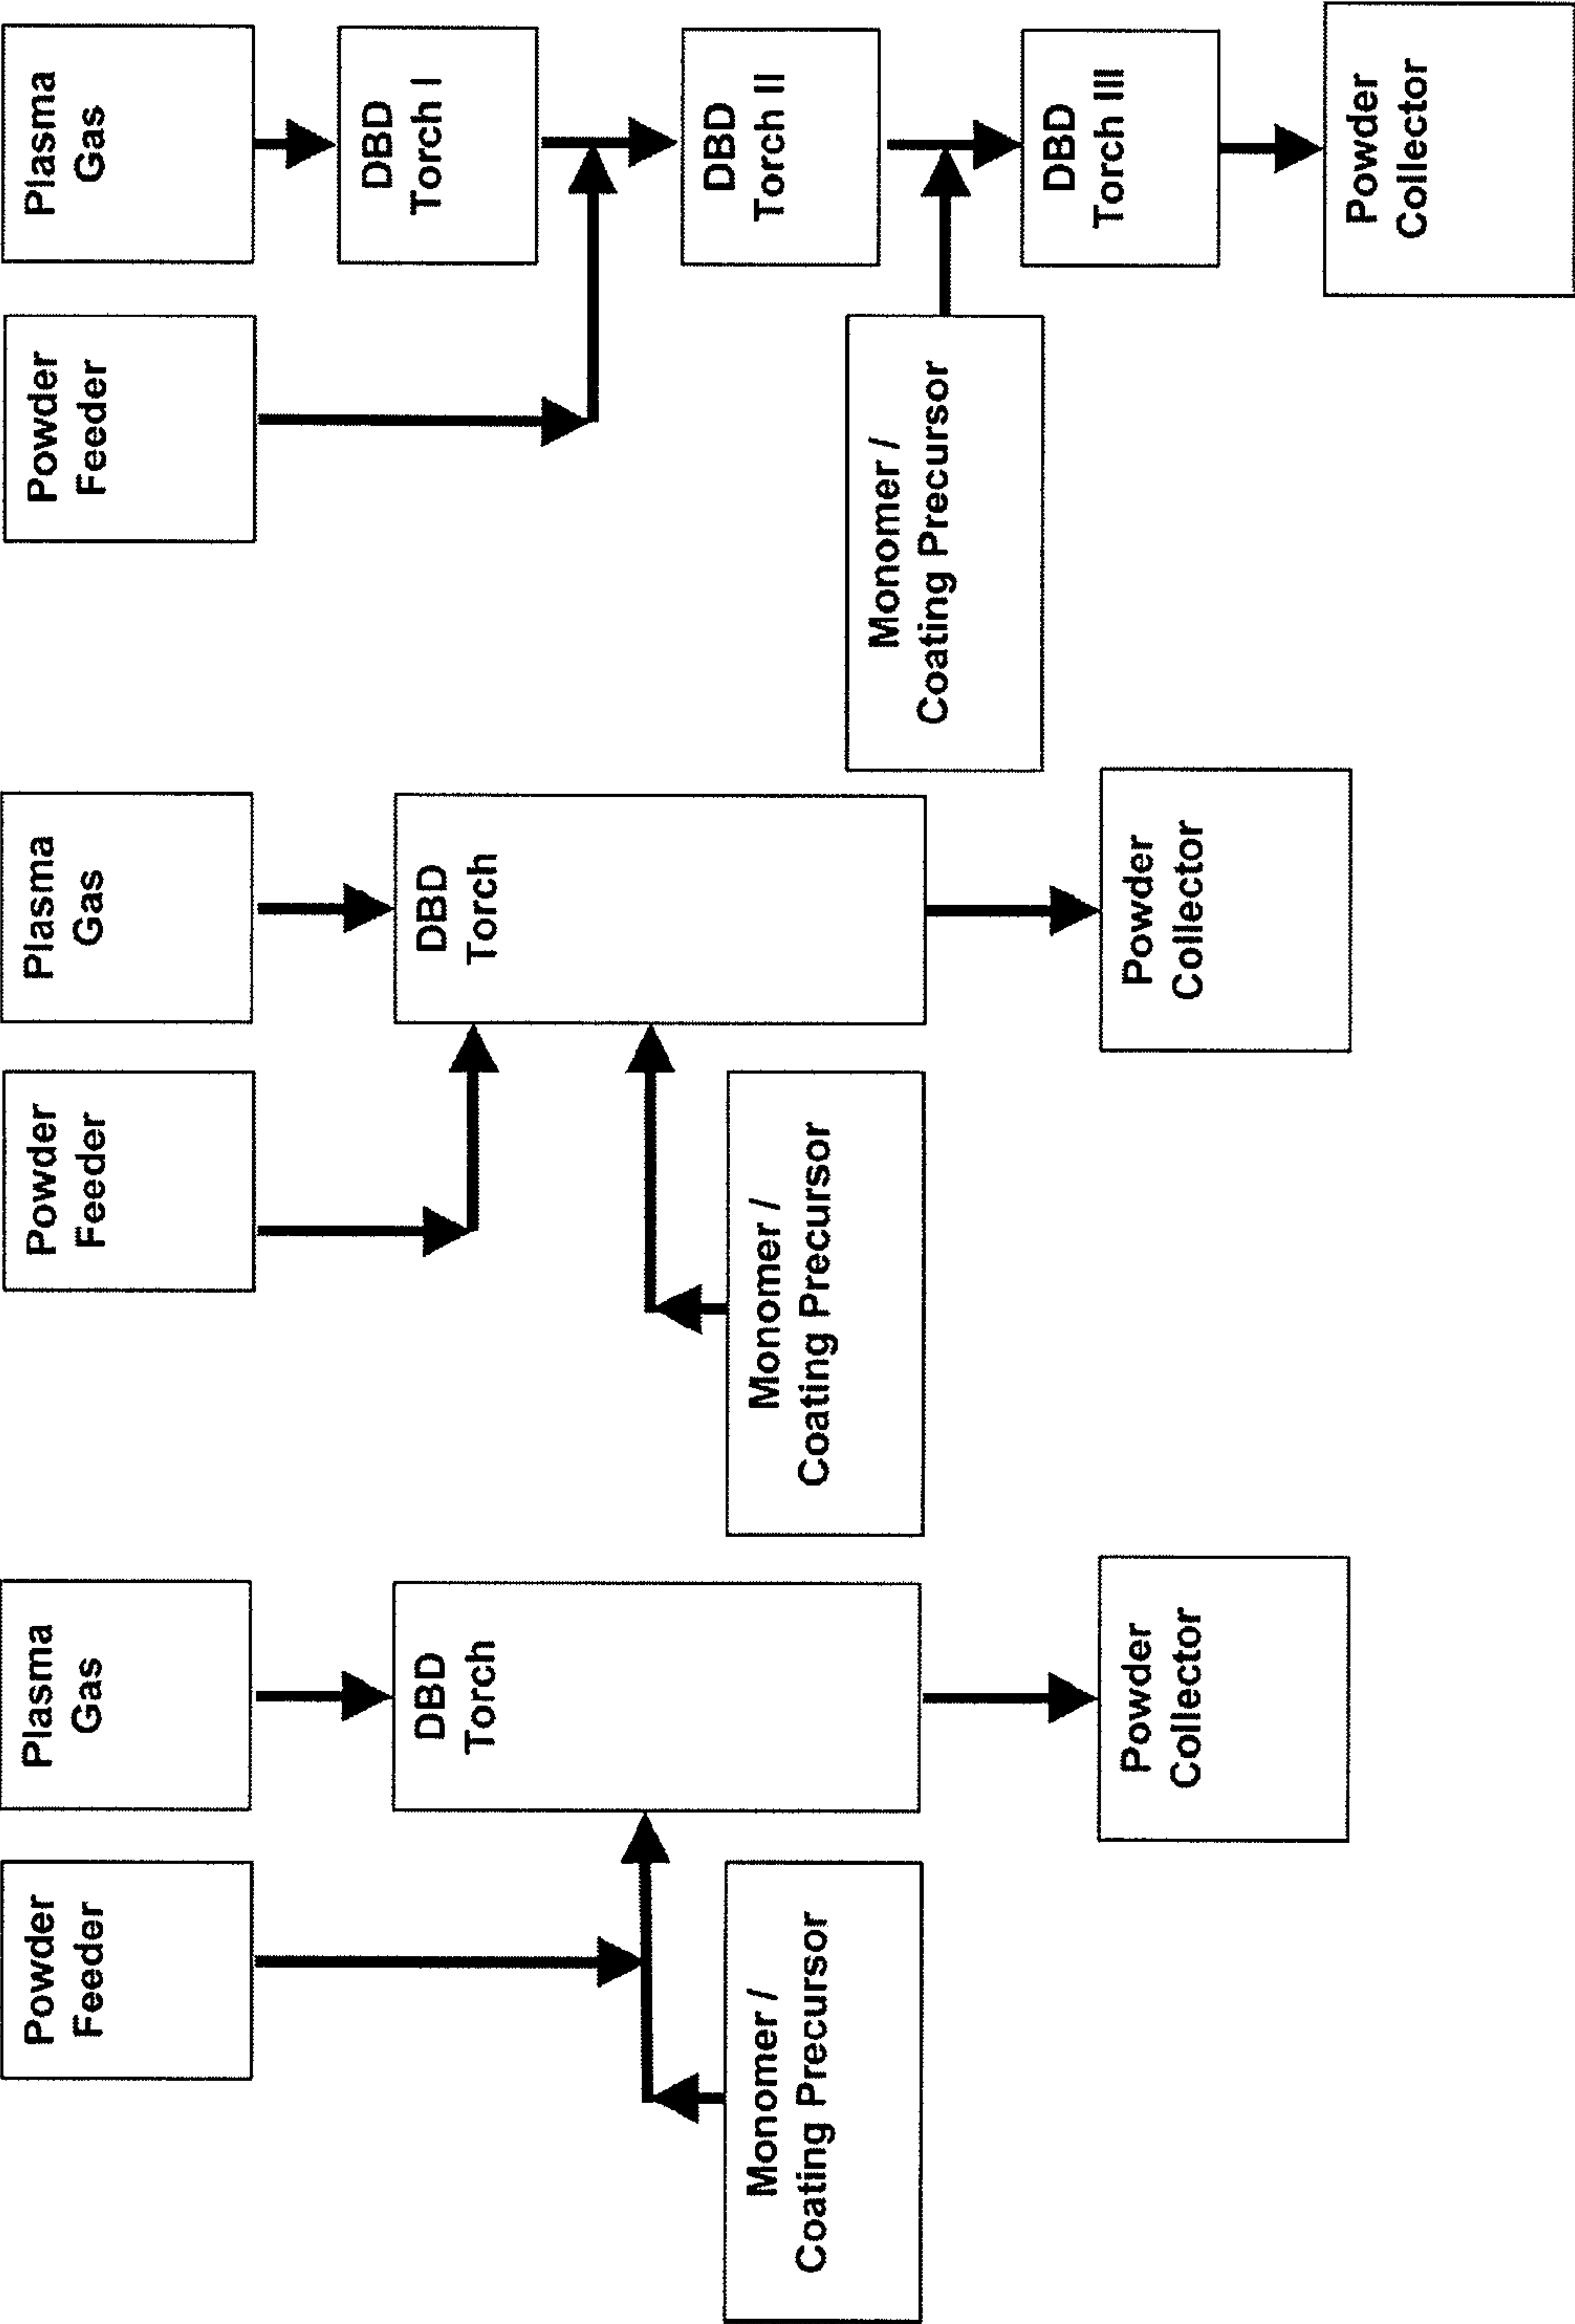 Powder
Feeder
Plasma
Gas
Monomer /
Coating Precursor
DBD
Torch
Powder
Collector
Powder
Feeder
Plasma
Gas
Monomer /
Coating Precursor
DBD
Torch
Powder
Collector
Powder
Feeder
Plasma
Gas
DBD
Torch I
DBD
Torch II
Monomer /
Coating Precursor
DBD
Torch III
Powder
Collector